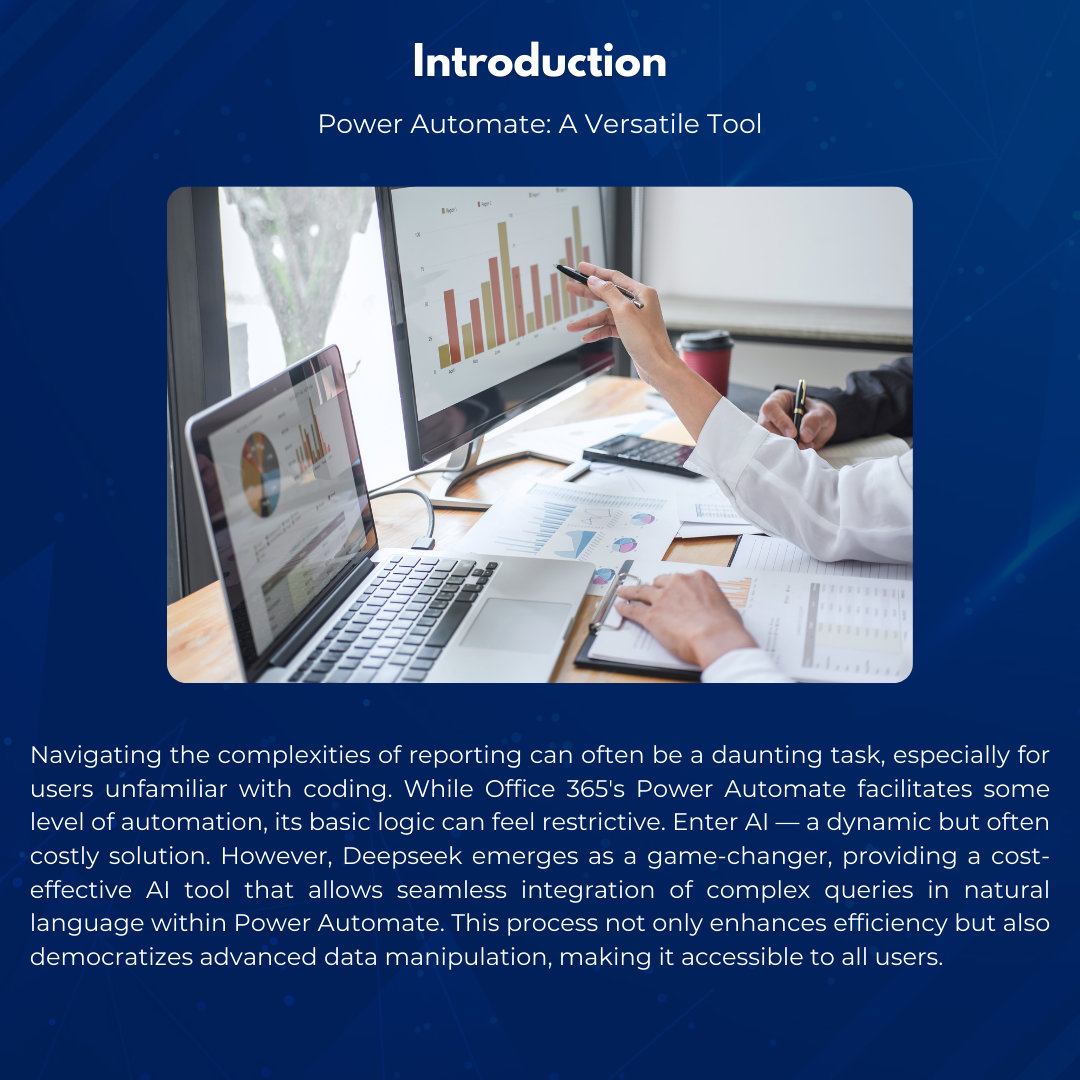 Introduction
Power Automate: A Versatile Tool
Navigating the complexities of reporting can often be a daunting task, especially for
users unfamiliar with coding. While Office 365's Power Automate facilitates some
level of automation, its basic logic can feel restrictive. Enter AI — a dynamic but often
costly solution. However, Deepseek emerges as a game-changer, providing a cost-
effective AI tool that allows seamless integration of complex queries in natural
language within Power Automate. This process not only enhances efficiency but also
democratizes advanced data manipulation, making it accessible to all users.